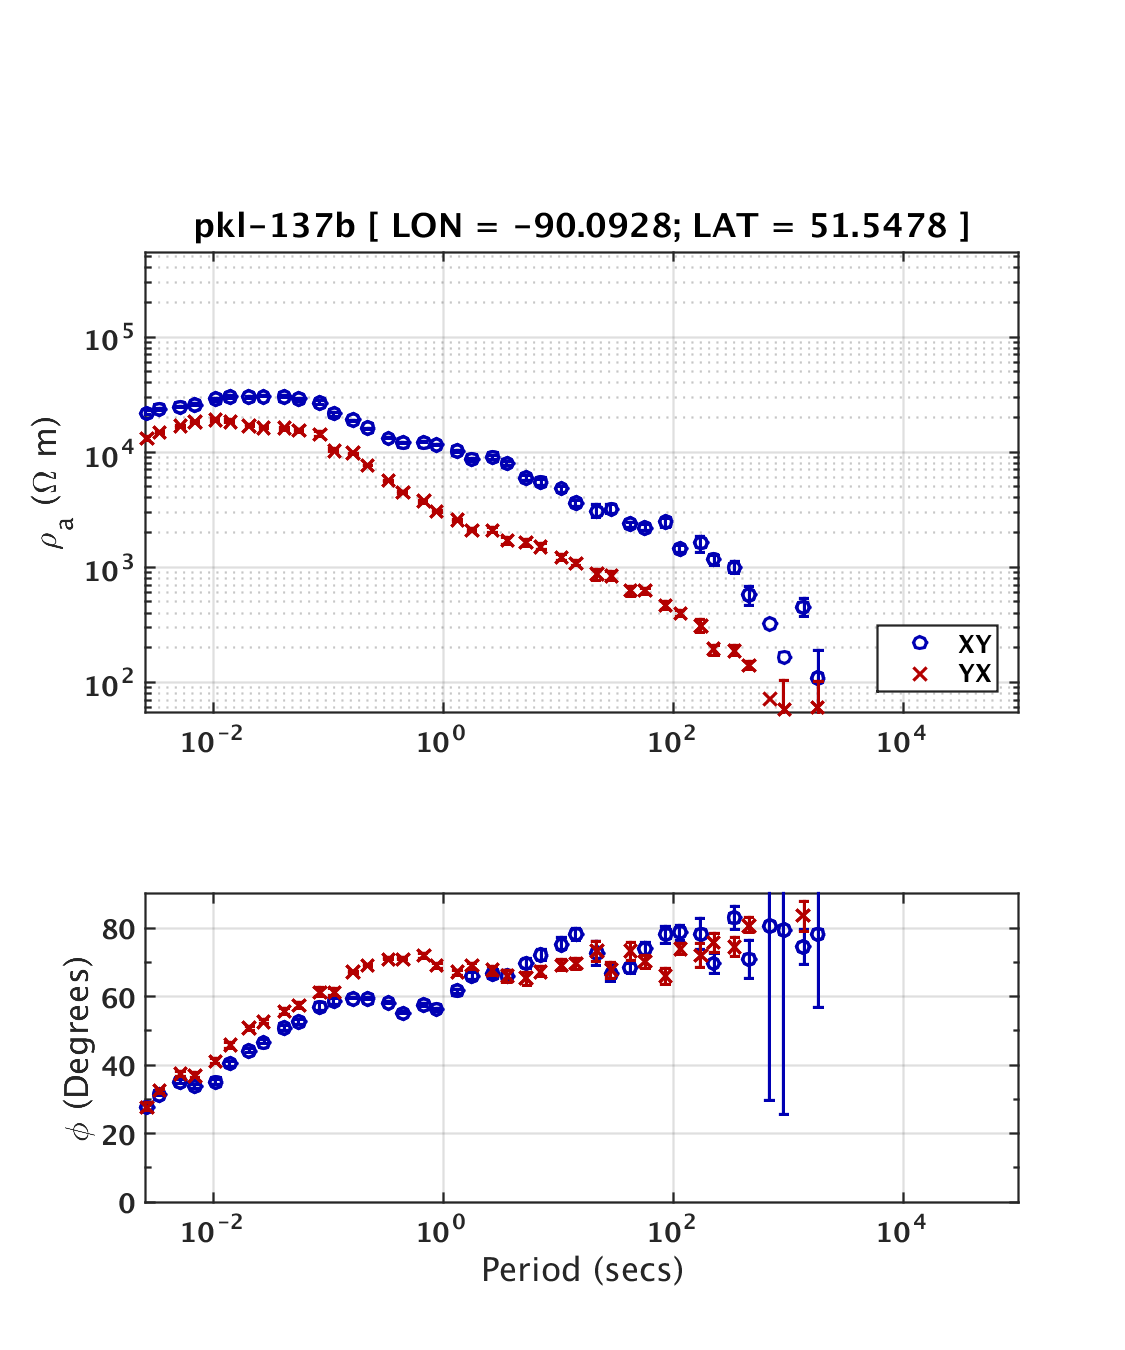 pkl-137b [ LON = -90.0928; LAT = 51.5478 ]
10^5
10^4
10^3
10^2
ρ_a (Ω m)
XY
YX
10^-2 10^0 10^2 10^4
80
60
40
20
0
ϕ (Degrees)
10^-2 10^0 10^2 10^4
Period (secs)